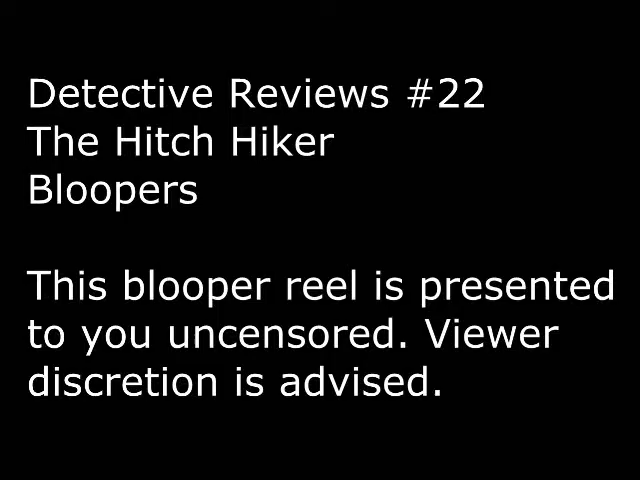 Detective Reviews #22
The Hitch Hiker
Bloopers
This blooper reel is presented
to you uncensored. Viewer
discretion is advised.